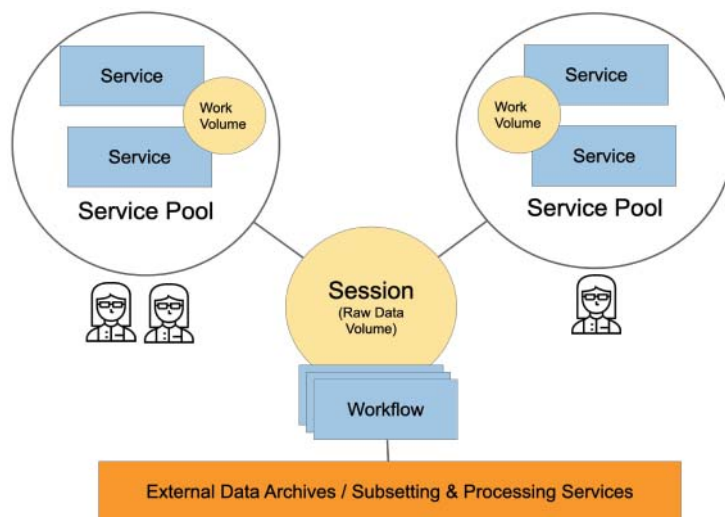 Service
Work
Volume
Service
Service Pool
Service
Work
Volume
Service
Service Pool
Session
(Raw Data
Volume)
Workflow
External Data Archives / Subsetting & Processing Services